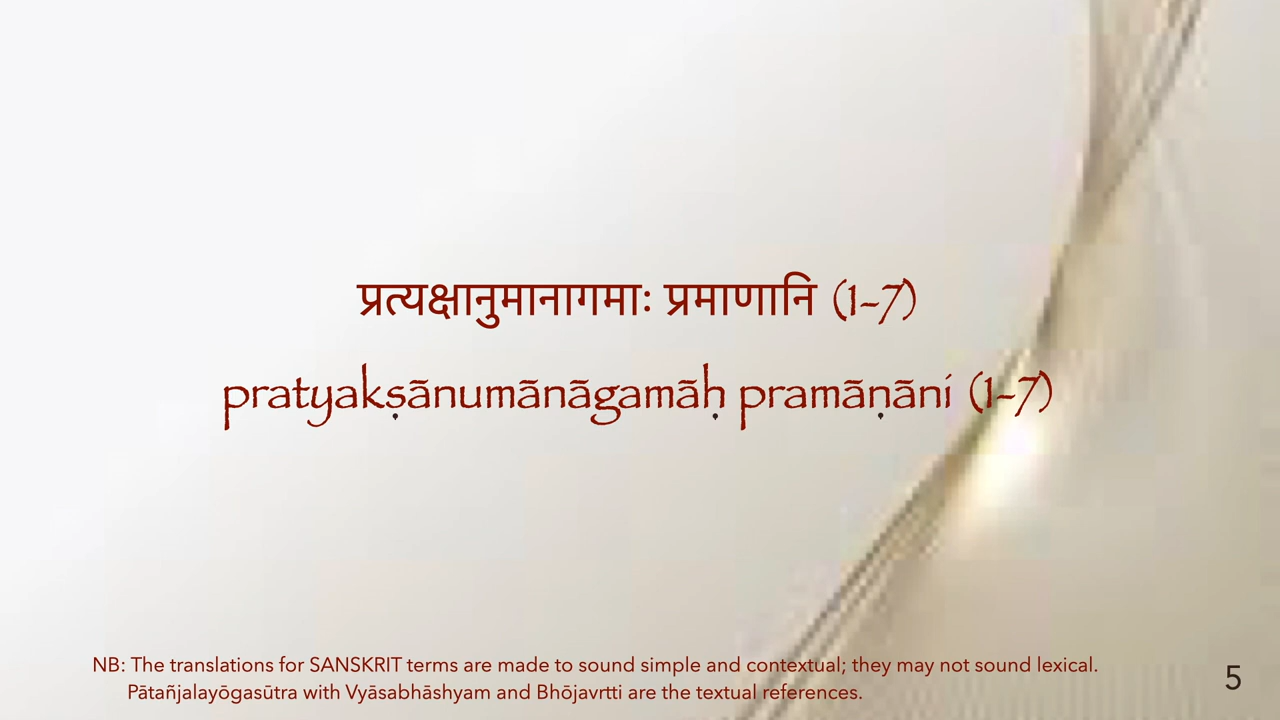 प्रत्यक्षानुमानागमाः प्रमाणानि (1-7)
pratyakṣānumānāgamāḥ pramāṇāni (1-7)
NB: The translations for SANSKRIT terms are made to sound simple and contextual; they may not sound lexical.
Pātañjalayōgasūtra with Vyāsabhāshyam and Bhōjavrtti are the textual references.
5